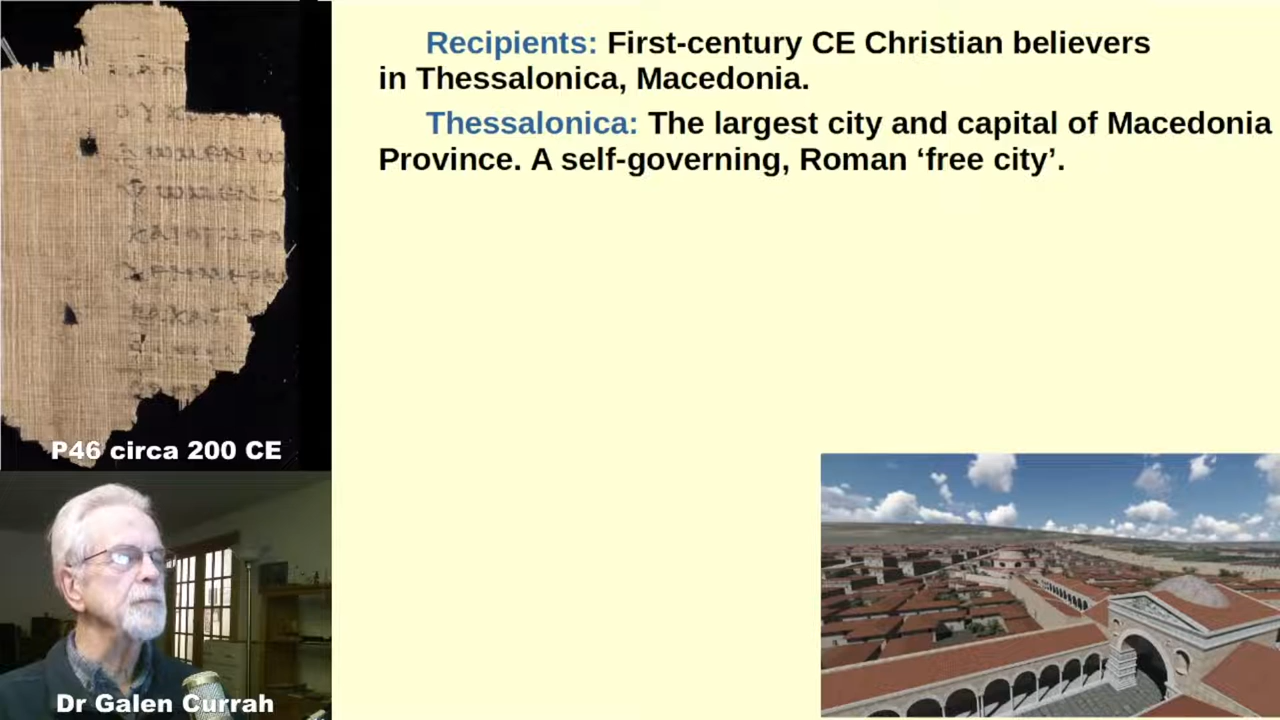 Recipients: First-century CE Christian believers
in Thessalonica, Macedonia.
Thessalonica: The largest city and capital of Macedonia
Province. A self-governing, Roman ‘free city’.
P46 circa 200 CE
Dr Galen Currah